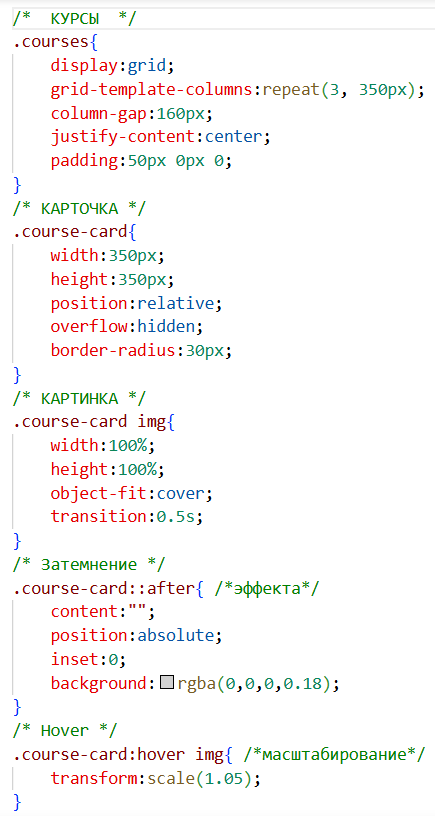 /*  КУРСЫ  */
.courses{
    display:grid;
    grid-template-columns:repeat(3, 350px);
    column-gap:160px;
    justify-content:center;
    padding:50px 0px 0;
}
/* КАРТОЧКА */
.course-card{
    width:350px;
    height:350px;
    position:relative;
    overflow:hidden;
    border-radius:30px;
}
/* КАРТИНКА */
.course-card img{
    width:100%;
    height:100%;
    object-fit:cover;
    transition:0.5s;
}
/* Затемнение */
.course-card::after{ /*эффекта*/
    content:"";
    position:absolute;
    inset:0;
    background:rgba(0,0,0,0.18);
}
/* Hover */
.course-card:hover img{ /*масштабирование*/
    transform:scale(1.05);
}